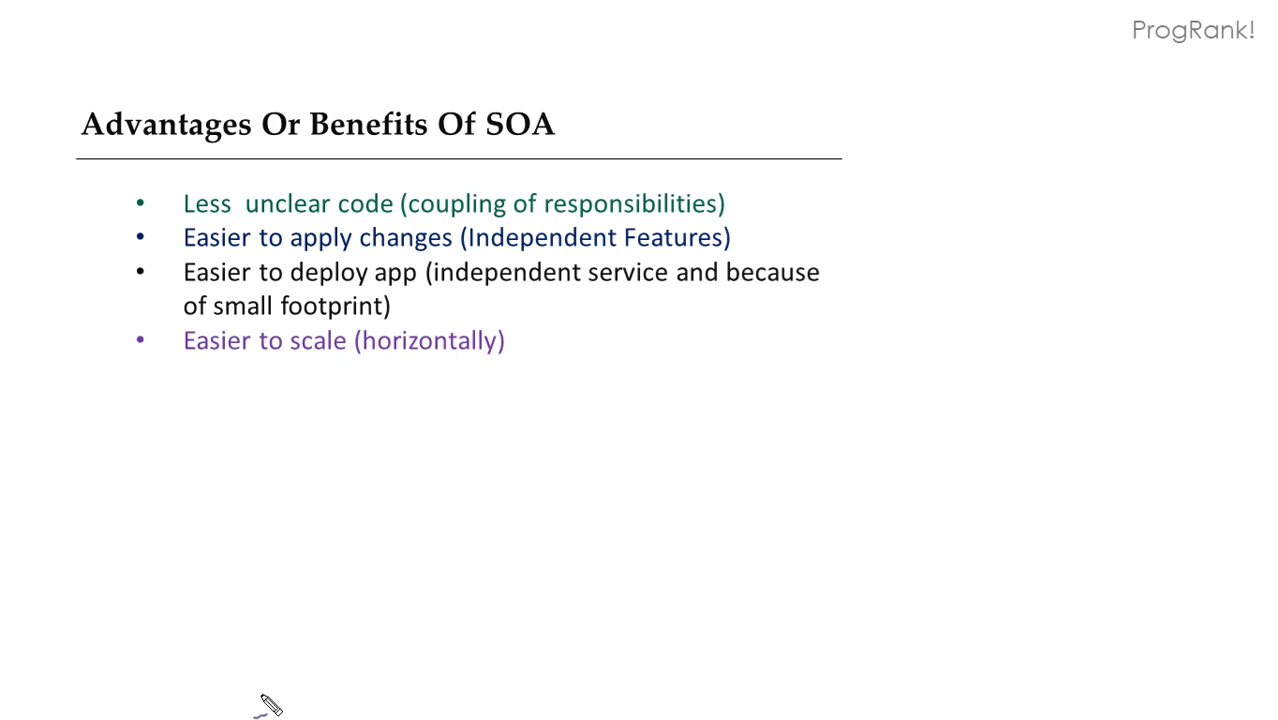 ProgRank!
Advantages Or Benefits Of SOA
• Less  unclear code (coupling of responsibilities)
• Easier to apply changes (Independent Features)
• Easier to deploy app (independent service and because
of small footprint)
• Easier to scale (horizontally)